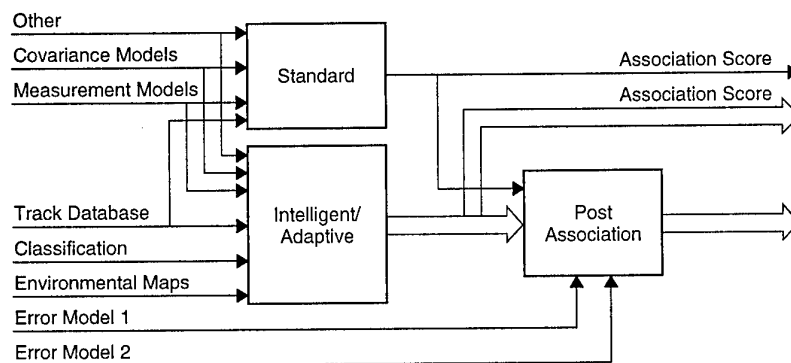 Other
Covariance Models
Measurement Models
Track Database
Classification
Environmental Maps
Error Model 1
Error Model 2
Standard
Intelligent/
Adaptive
Association Score
Association Score
Post
Association